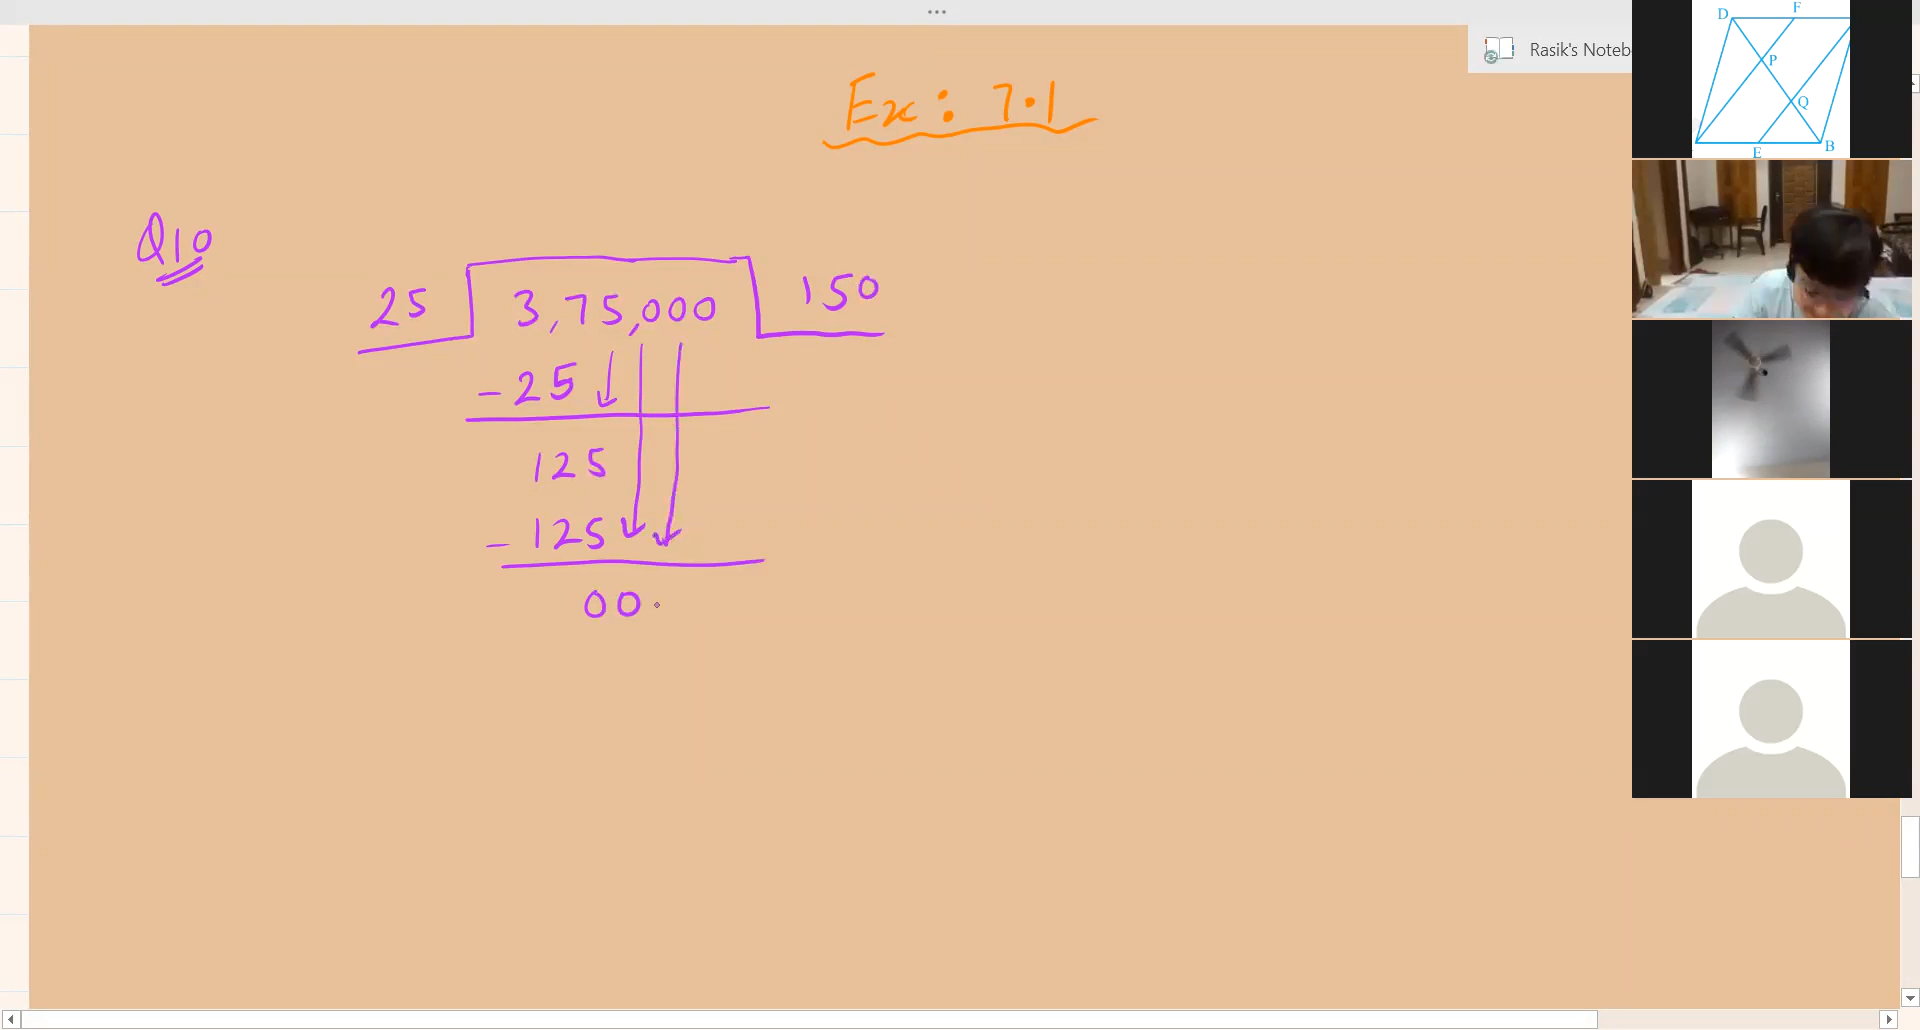 Rasik's Noteb
Ex: 7.1
Q10
25 3,75,000 150
- 25
125
- 125
00
D F
P
Q
E B